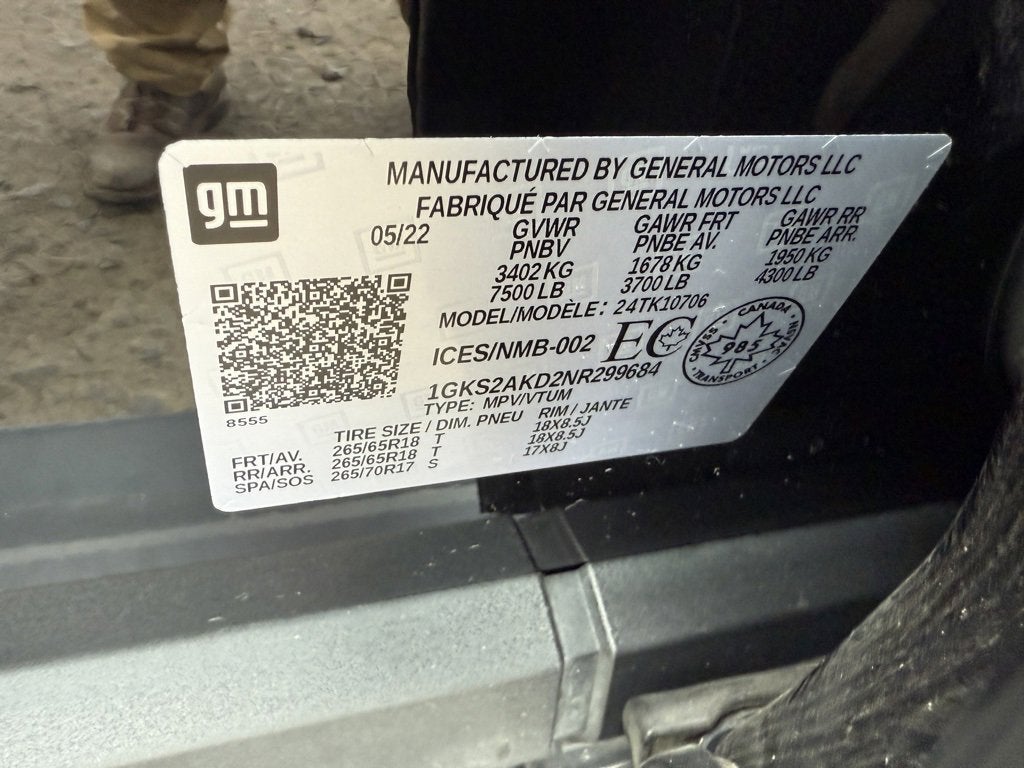 gm
MANUFACTURED BY GENERAL MOTORS LLC
FABRIQUÉ PAR GENERAL MOTORS LLC
05/22 GVWR GAWR FRT GAWR RR
PNBV PNBE AV. PNBE ARR.
3402 KG 1678 KG 1950 KG
7500 LB 3700 LB 4300 LB
MODEL/MODÈLE: 24TK10706
ICES/NMB-002 EC
CANADA
985
TRANSPORT
1GKS2AKD2NR299684
TYPE: MPV/VTUM
8555
TIRE SIZE / DIM. PNEU RIM / JANTE
FRT/AV. 265/65R18 T 18X8.5J
RR/ARR. 265/65R18 T 18X8.5J
SPA/SOS 265/70R17 S 17X8J